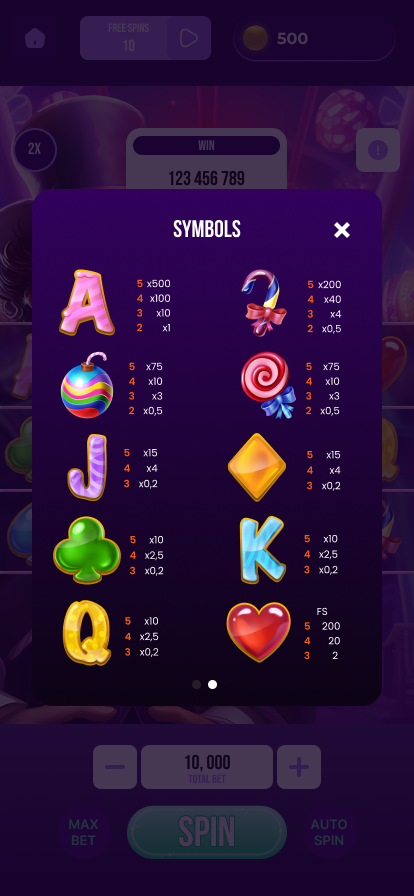 FREE SPINS
10
500
2X
WIN
123 456 789
SYMBOLS
A
5 x500
4 x100
3 x10
2 x1
5 x200
4 x40
3 x4
2 x0,5
5 x75
4 x10
3 x3
2 x0,5
5 x75
4 x10
3 x3
2 x0,5
J
5 x15
4 x4
3 x0,2
5 x15
4 x4
3 x0,2
5 x10
4 x2,5
3 x0,2
K
5 x10
4 x2,5
3 x0,2
Q
5 x10
4 x2,5
3 x0,2
FS
5 200
4 20
3 2
10, 000
TOTAL BET
MAX
BET
SPIN
AUTO
SPIN